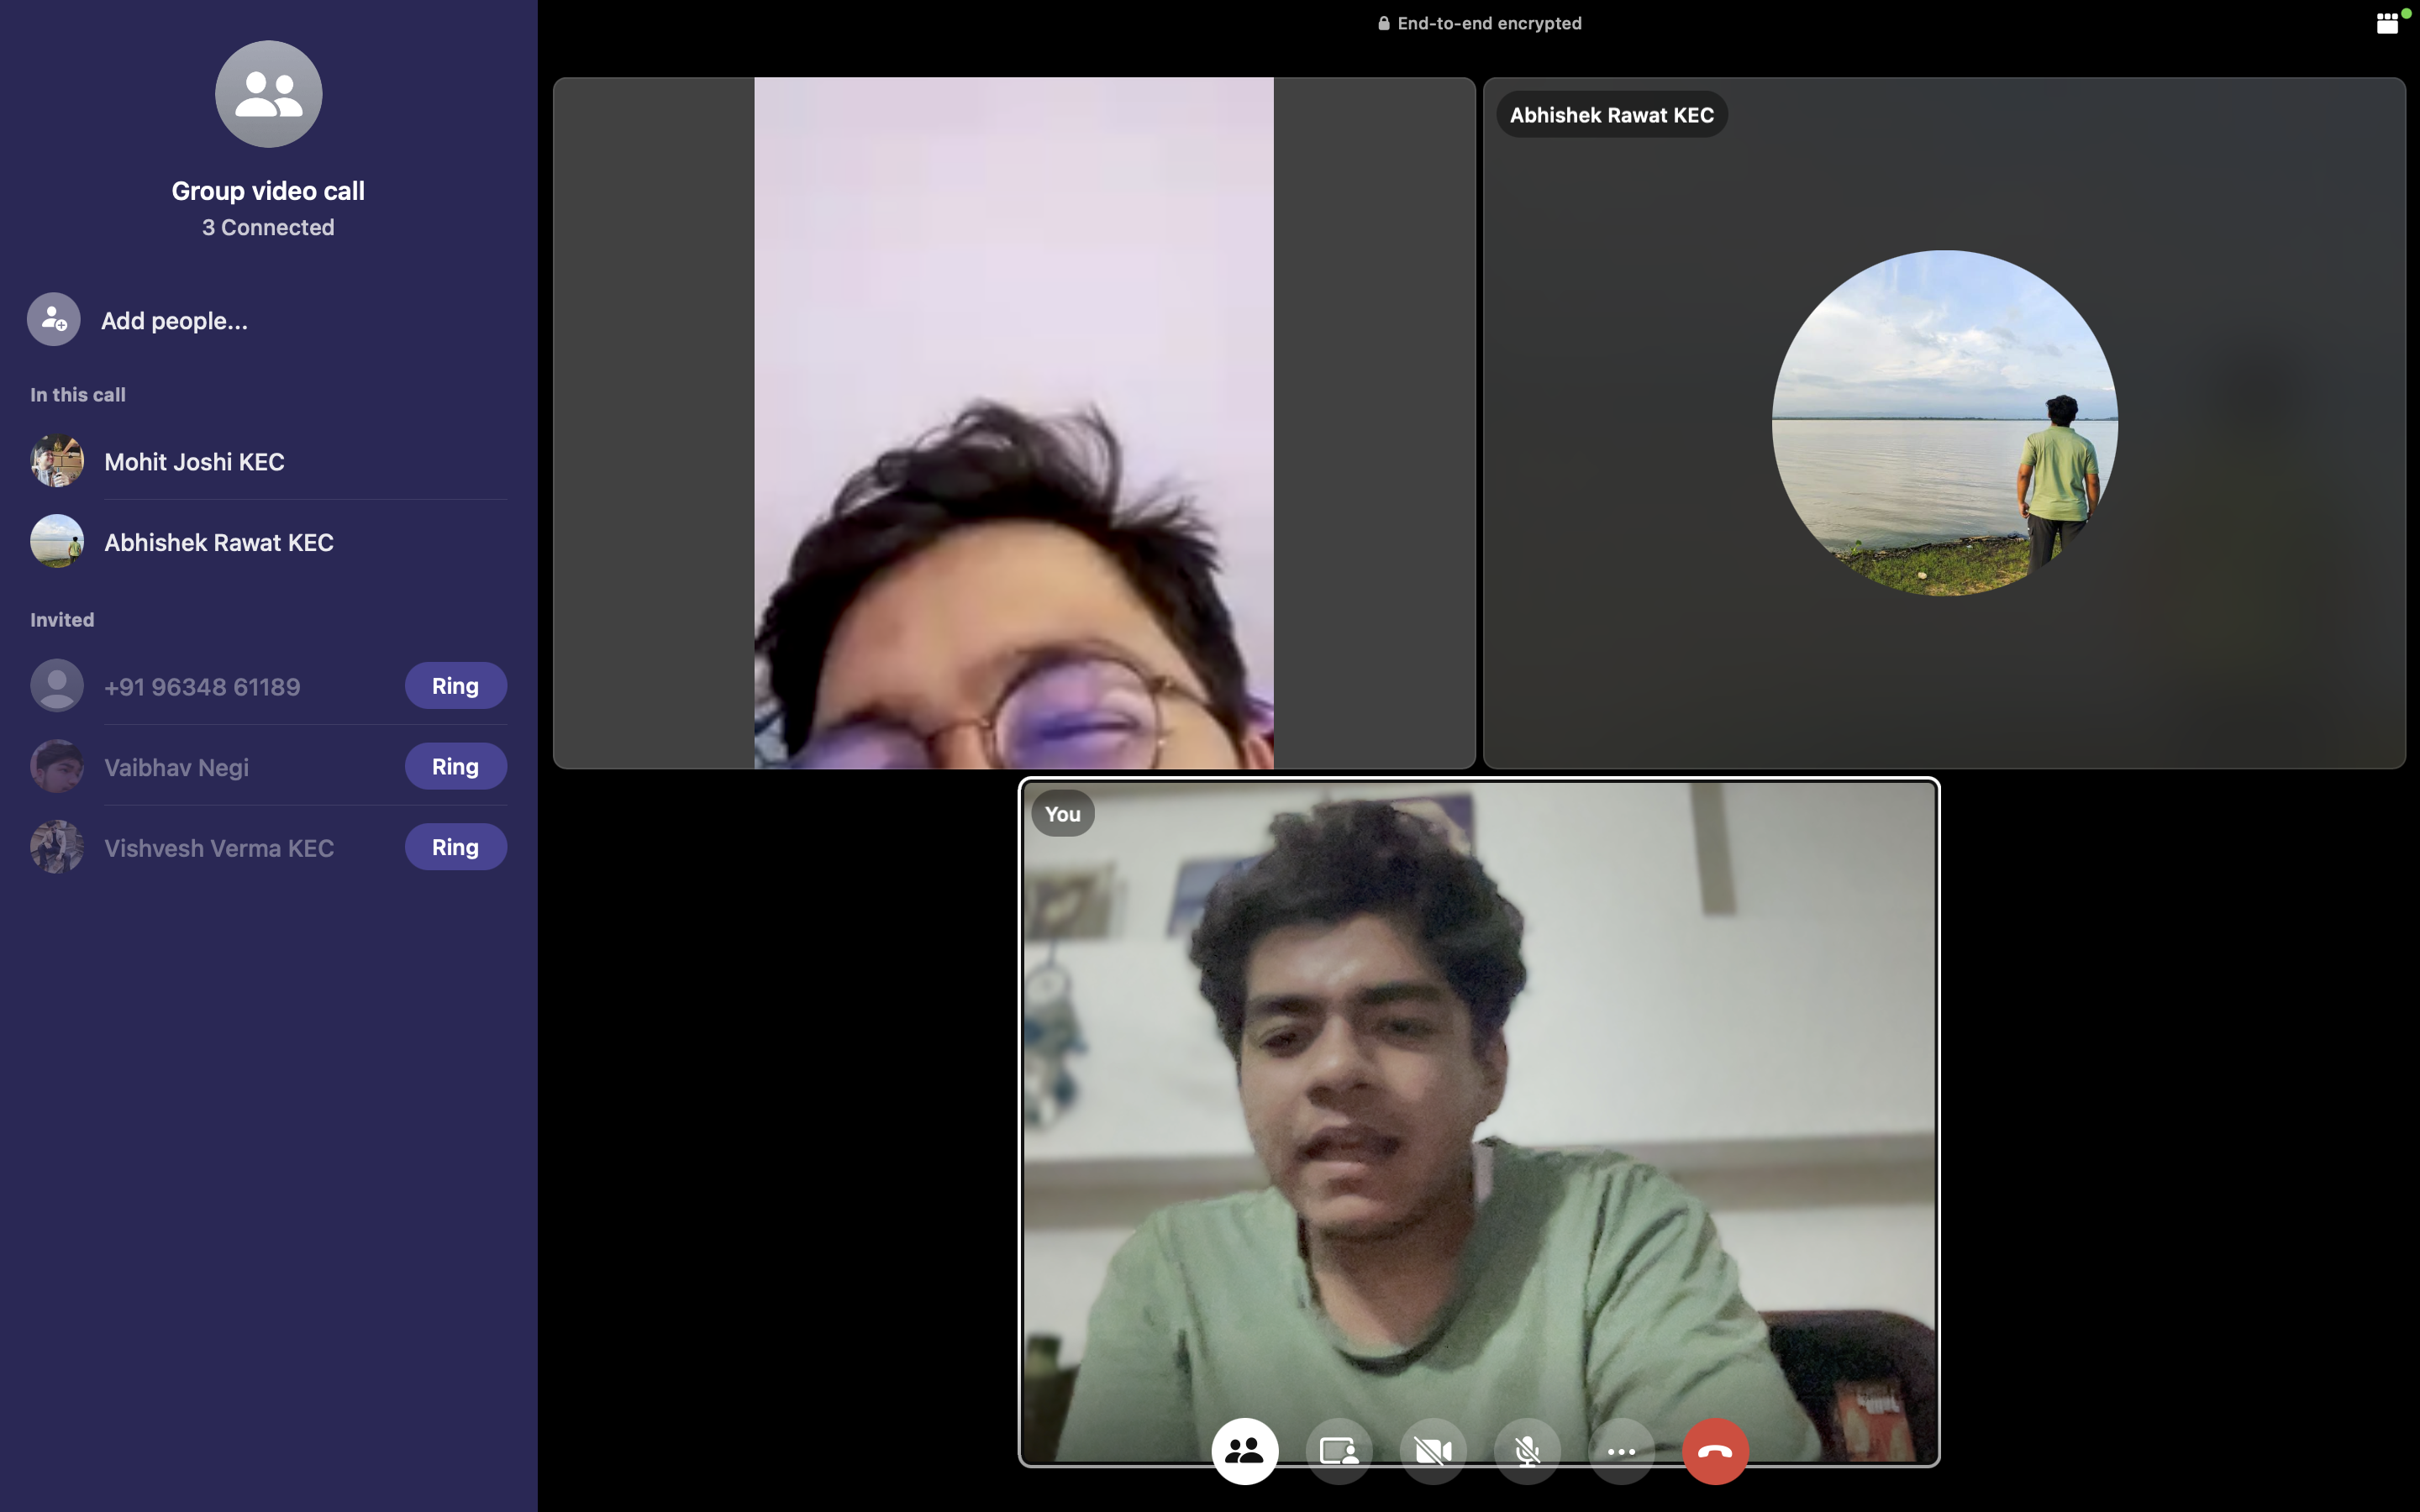 End-to-end encrypted
Group video call
3 Connected
Add people...
In this call
Mohit Joshi KEC
Abhishek Rawat KEC
Invited
+91 96348 61189
Ring
Vaibhav Negi
Ring
Vishvesh Verma KEC
Ring
Abhishek Rawat KEC
You